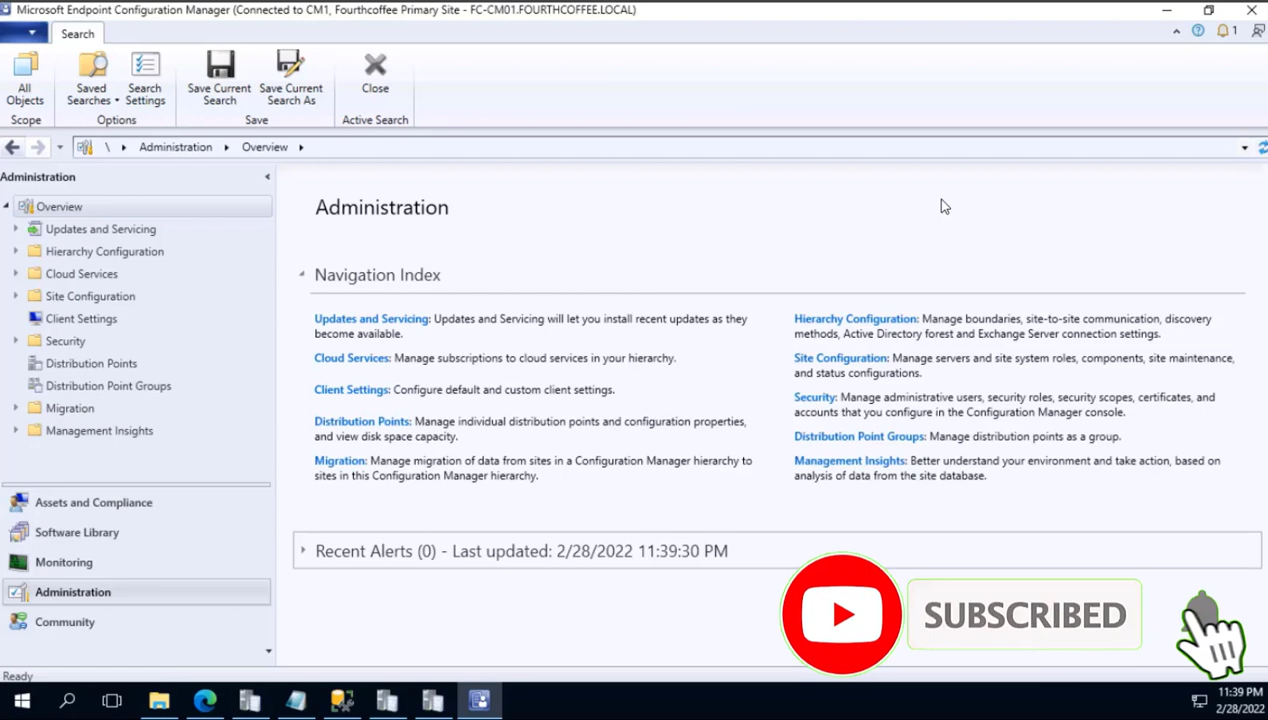 Microsoft Endpoint Configuration Manager (Connected to CM1, Fourthcoffee Primary Site - FC-CM01.FOURTHCOFFEE.LOCAL)
Search
1
All
Objects
Saved
Searches
Search
Settings
Save Current
Search
Save Current
Search As
Close
Scope
Options
Save
Active Search
\ Administration Overview
Administration
Overview
Updates and Servicing
Hierarchy Configuration
Cloud Services
Site Configuration
Client Settings
Security
Distribution Points
Distribution Point Groups
Migration
Management Insights
Assets and Compliance
Software Library
Monitoring
Administration
Community
Administration
Navigation Index
Updates and Servicing: Updates and Servicing will let you install recent updates as they
become available.
Cloud Services: Manage subscriptions to cloud services in your hierarchy.
Client Settings: Configure default and custom client settings.
Distribution Points: Manage individual distribution points and configuration properties,
and view disk space capacity.
Migration: Manage migration of data from sites in a Configuration Manager hierarchy to
sites in this Configuration Manager hierarchy.
Hierarchy Configuration: Manage boundaries, site-to-site communication, discovery
methods, Active Directory forest and Exchange Server connection settings.
Site Configuration: Manage servers and site system roles, components, site maintenance,
and status configurations.
Security: Manage administrative users, security roles, security scopes, certificates, and
accounts that you configure in the Configuration Manager console.
Distribution Point Groups: Manage distribution points as a group.
Management Insights: Better understand your environment and take action, based on
analysis of data from the site database.
Recent Alerts (0) - Last updated: 2/28/2022 11:39:30 PM
SUBSCRIBED
Ready
11:39 PM
2/28/2022